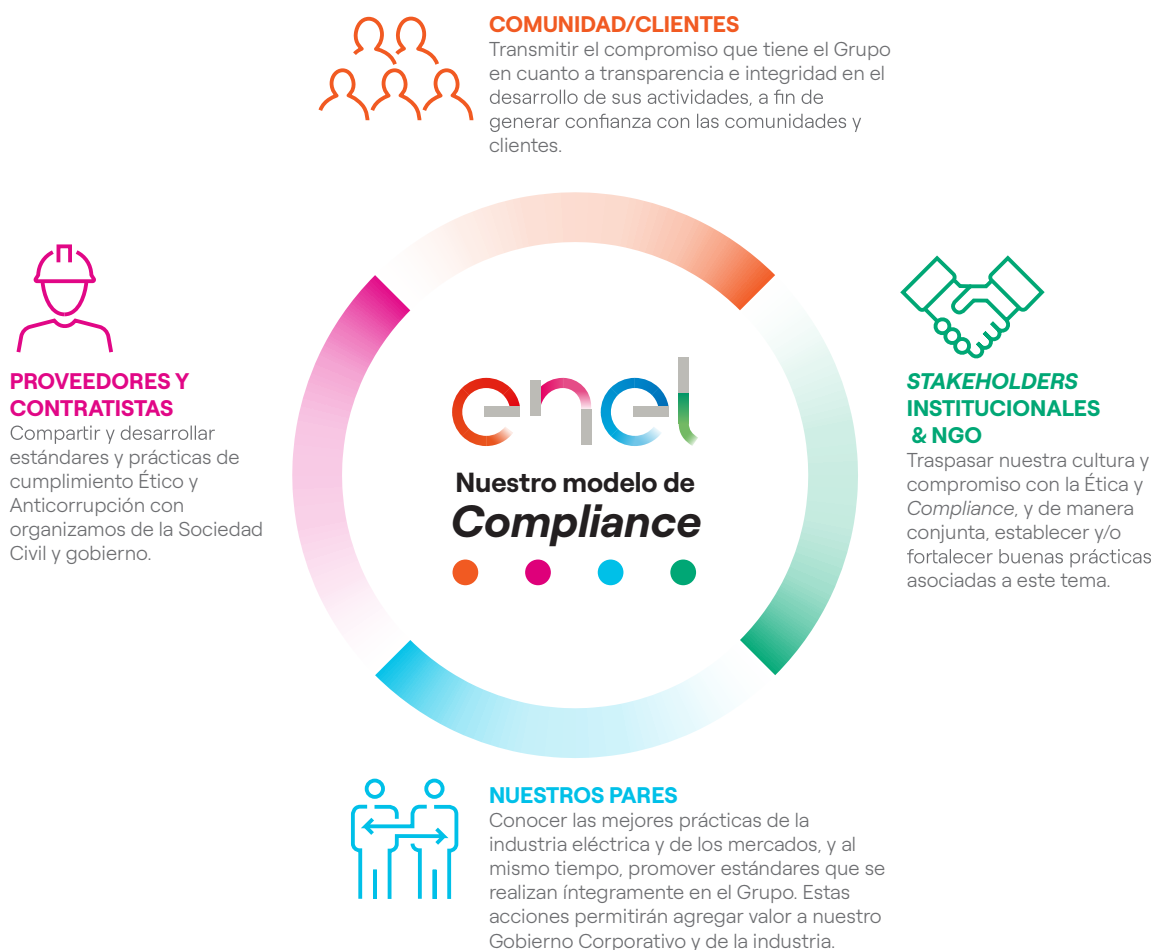 COMUNIDAD/CLIENTES
Transmitir el compromiso que tiene el Grupo
en cuanto a transparencia e integridad en el
desarrollo de sus actividades, a fin de
generar confianza con las comunidades y
clientes.
PROVEEDORES Y
CONTRATISTAS
Compartir y desarrollar
estándares y prácticas de
cumplimiento Ético y
Anticorrupción con
organizamos de la Sociedad
Civil y gobierno.
enel
Nuestro modelo de
Compliance
STAKEHOLDERS
INSTITUCIONALES
& NGO
Traspasar nuestra cultura y
compromiso con la Ética y
Compliance, y de manera
conjunta, establecer y/o
fortalecer buenas prácticas
asociadas a este tema.
NUESTROS PARES
Conocer las mejores prácticas de la
industria eléctrica y de los mercados, y al
mismo tiempo, promover estándares que se
realizan íntegramente en el Grupo. Estas
acciones permitirán agregar valor a nuestro
Gobierno Corporativo y de la industria.